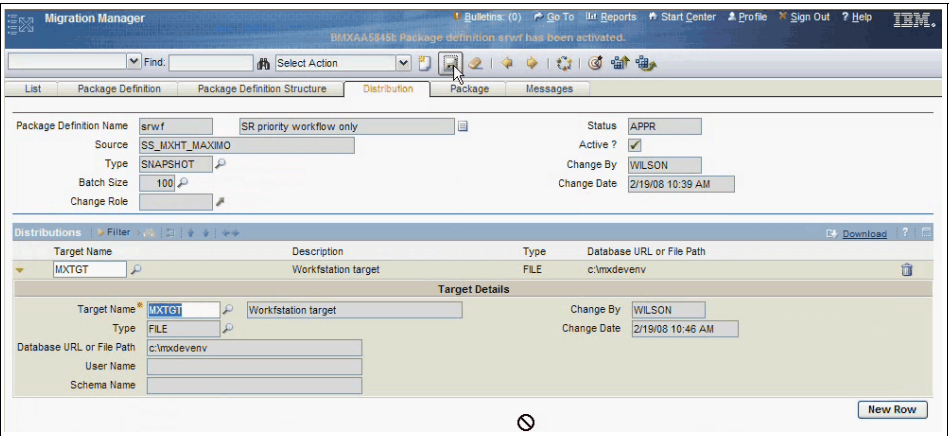 Migration Manager
Bulletins: (0) Go To Reports Start Center Profile Sign Out ? Help IBM.
BMXAA5845I: Package definition srwf has been activated.
Find: Select Action
List Package Definition Package Definition Structure Distribution Package Messages
Package Definition Name srwf SR priority workflow only Status APPR
Source SS_MXHT_MAXIMO Active ?
Type SNAPSHOT Change By WILSON
Batch Size 100 Change Date 2/19/08 10:39 AM
Change Role
Distributions Filter Download ?
Target Name Description Type Database URL or File Path
MXTGT Workfstation target FILE c:\mxdevenv
Target Details
Target Name* MXTGT Workfstation target Change By WILSON
Type FILE Change Date 2/19/08 10:46 AM
Database URL or File Path c:\mxdevenv
User Name
Schema Name
New Row